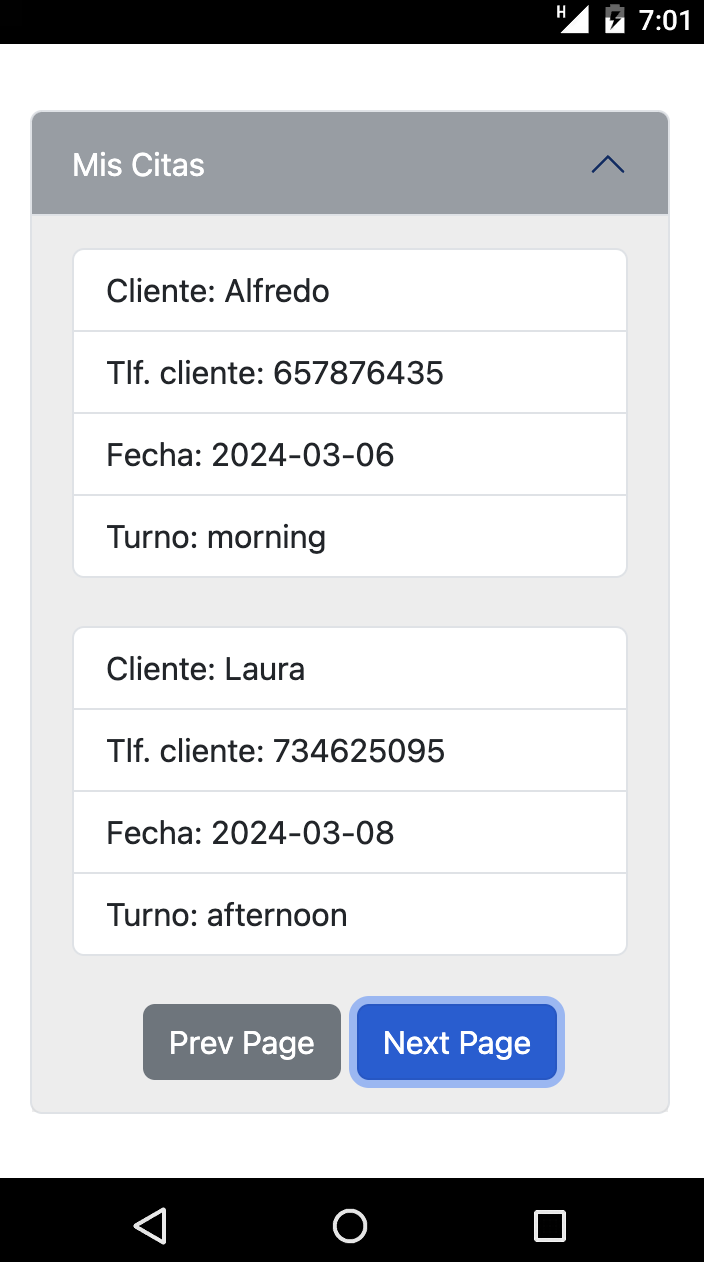 H 7:01
Mis Citas
Cliente: Alfredo
Tlf. cliente: 657876435
Fecha: 2024-03-06
Turno: morning
Cliente: Laura
Tlf. cliente: 734625095
Fecha: 2024-03-08
Turno: afternoon
Prev Page Next Page